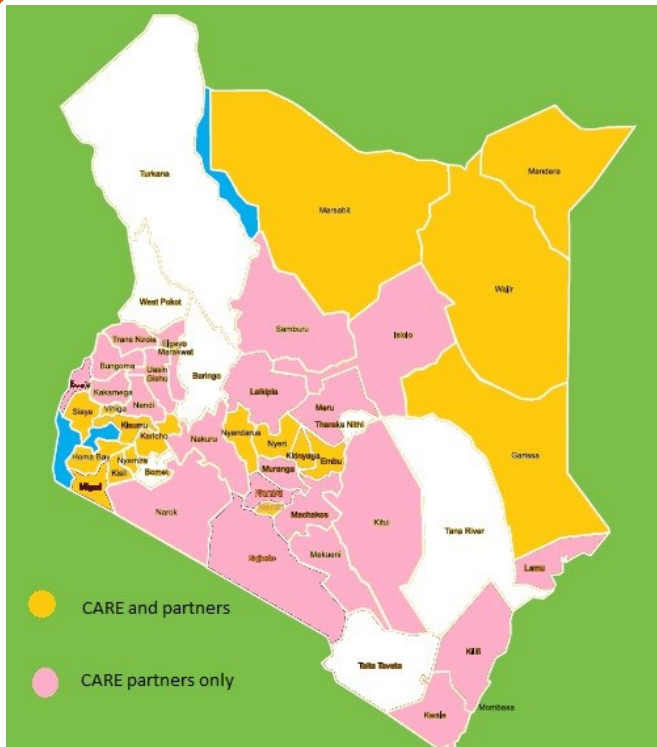 Turkana
Mandera
Marsabit
Wajir
West Pokot
Samburu
Isiolo
Trans Nzoia
Elgeyo
Marakwet
Bungoma
Uasin
Gishu
Baringo
Kakamega
Laikipia
Nandi
Meru
Siaya
Vihiga
Kisumu
Tharaka Nithi
Kericho
Nakuru
Nyandarua
Nyeri
Kirinyaga
Embu
Garissa
Homa Bay
Nyamira
Muranga
Kisii
Bomet
Migori
Narok
Machakos
Kitui
Tana River
Makueni
Kajiado
Lamu
CARE and partners
Taita Taveta
Kilifi
CARE partners only
Kwale
Mombasa